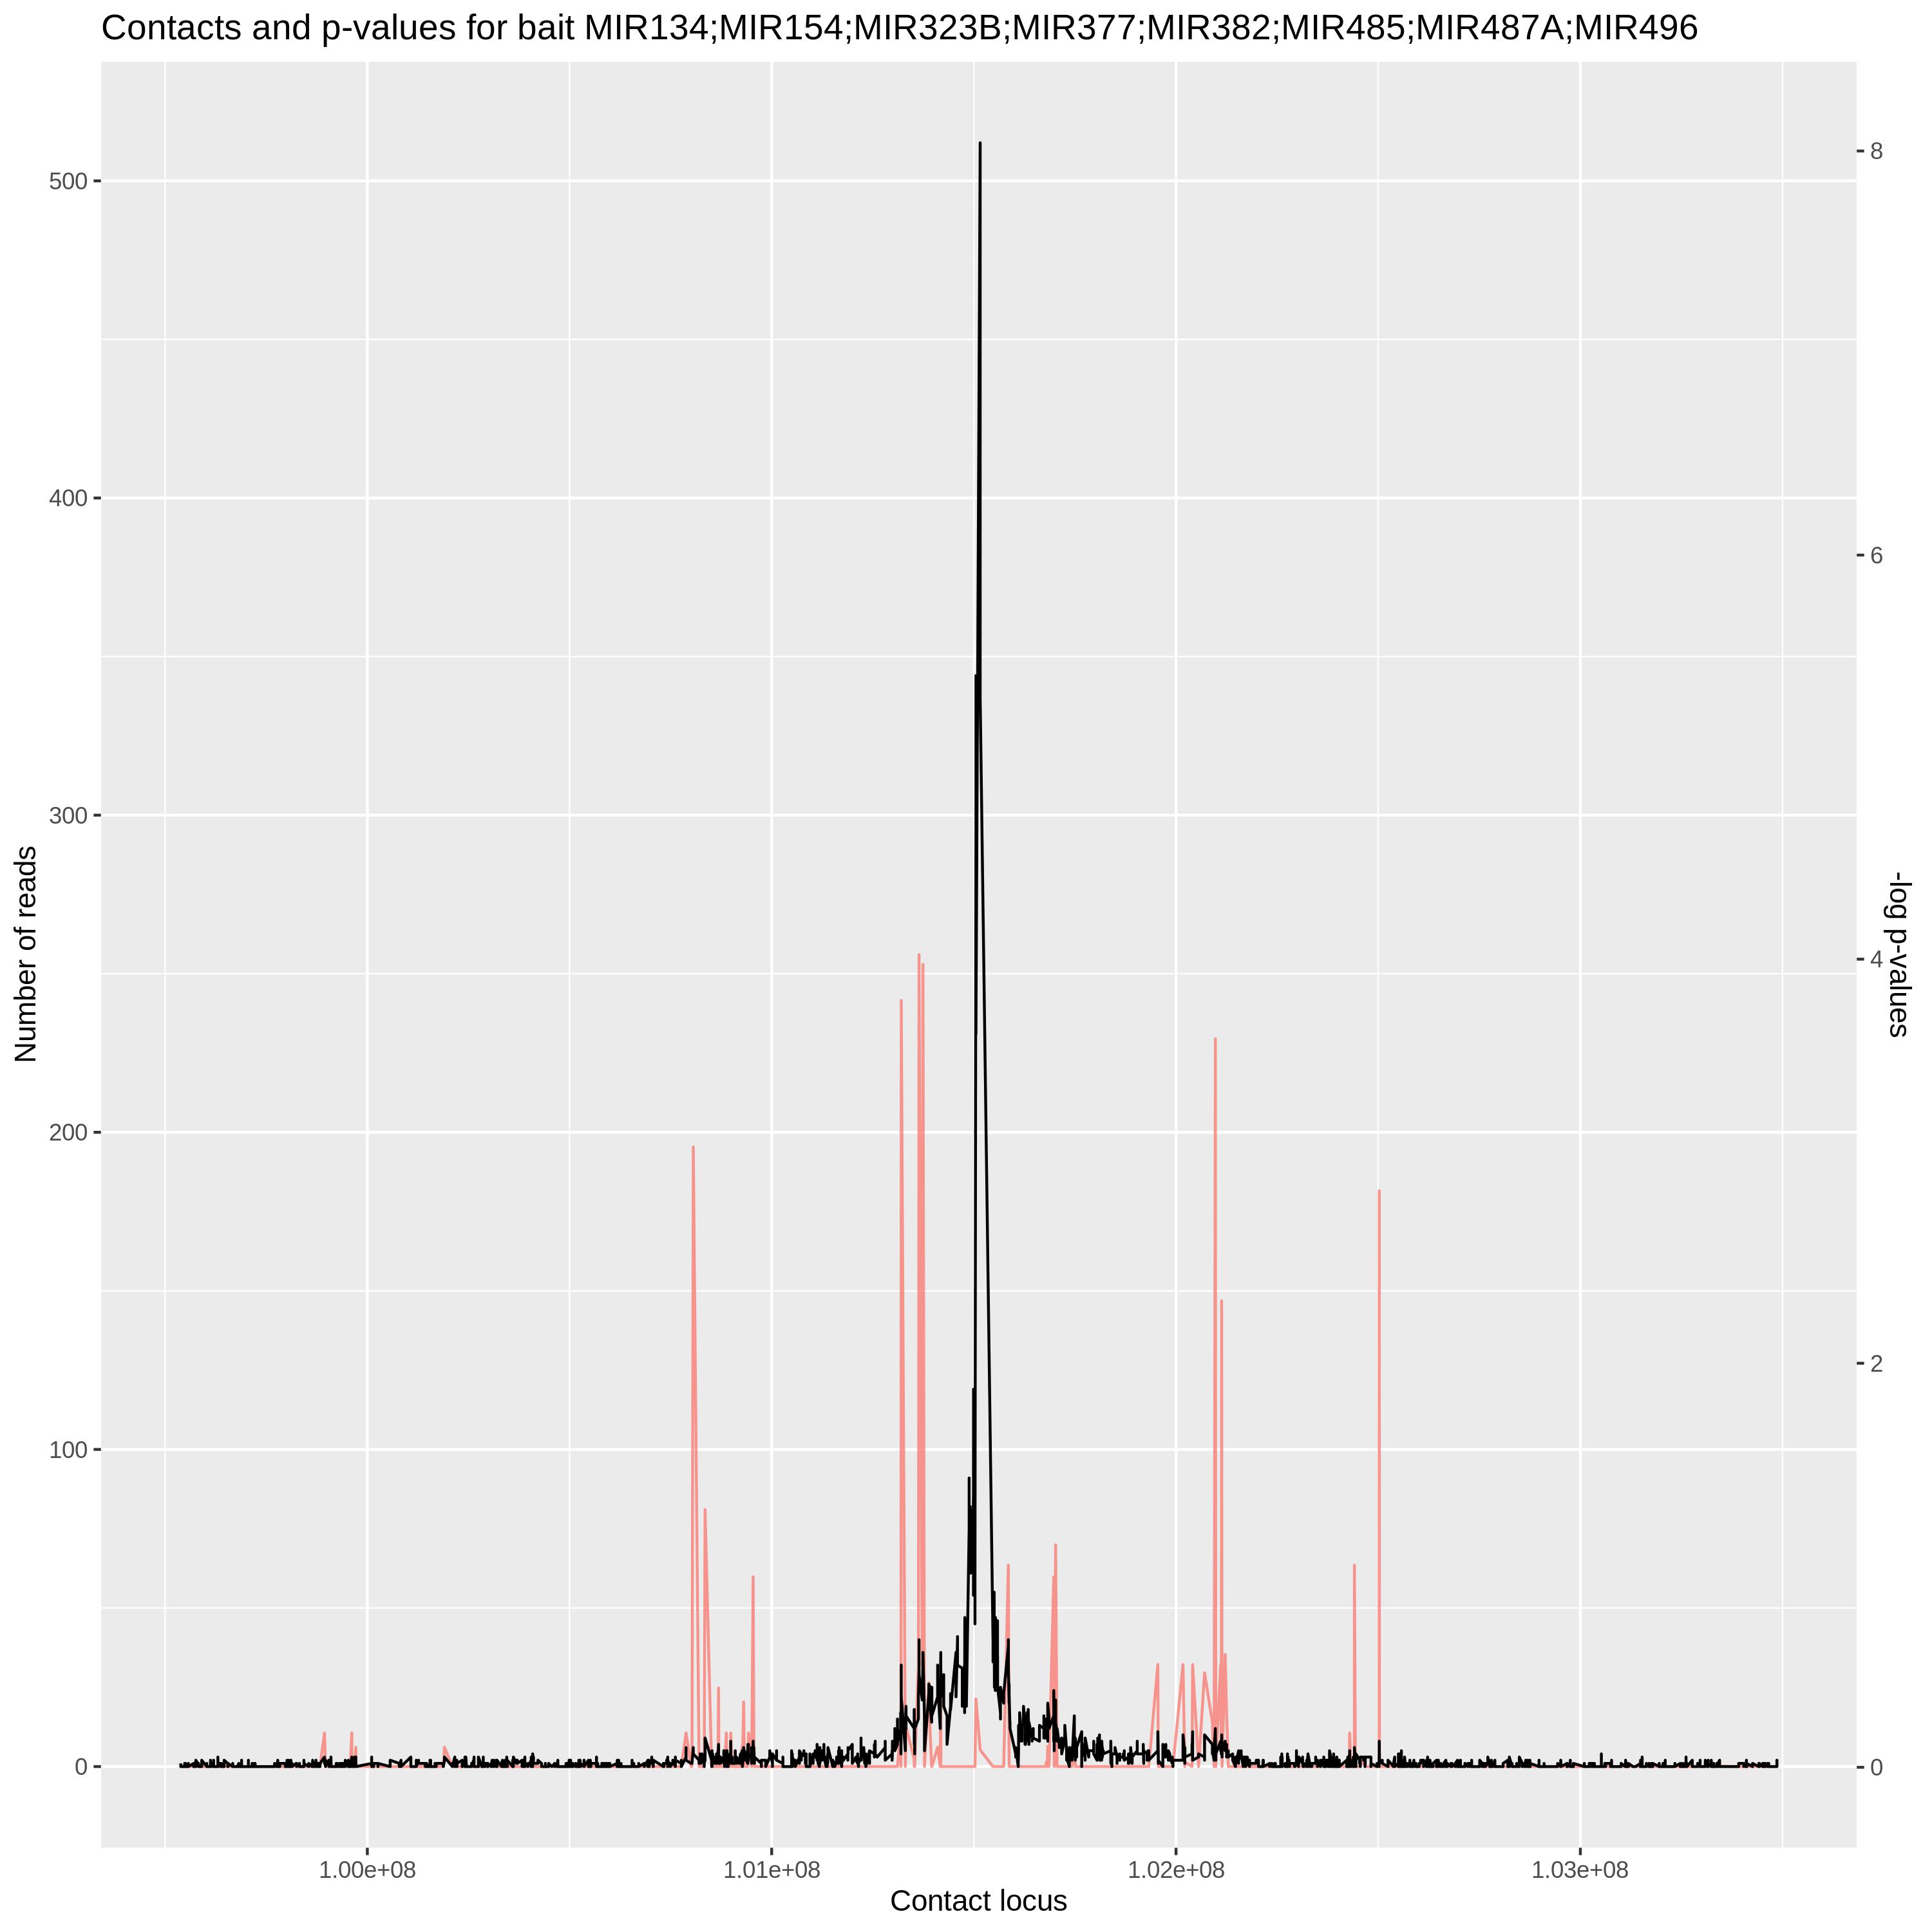 Contacts and p-values for bait MIR134;MIR154;MIR323B;MIR377;MIR382;MIR485;MIR487A;MIR496
500
400
300
200
100
0
Number of reads
8
6
4
2
0
-log p-values
1.00e+08
1.01e+08
1.02e+08
1.03e+08
Contact locus